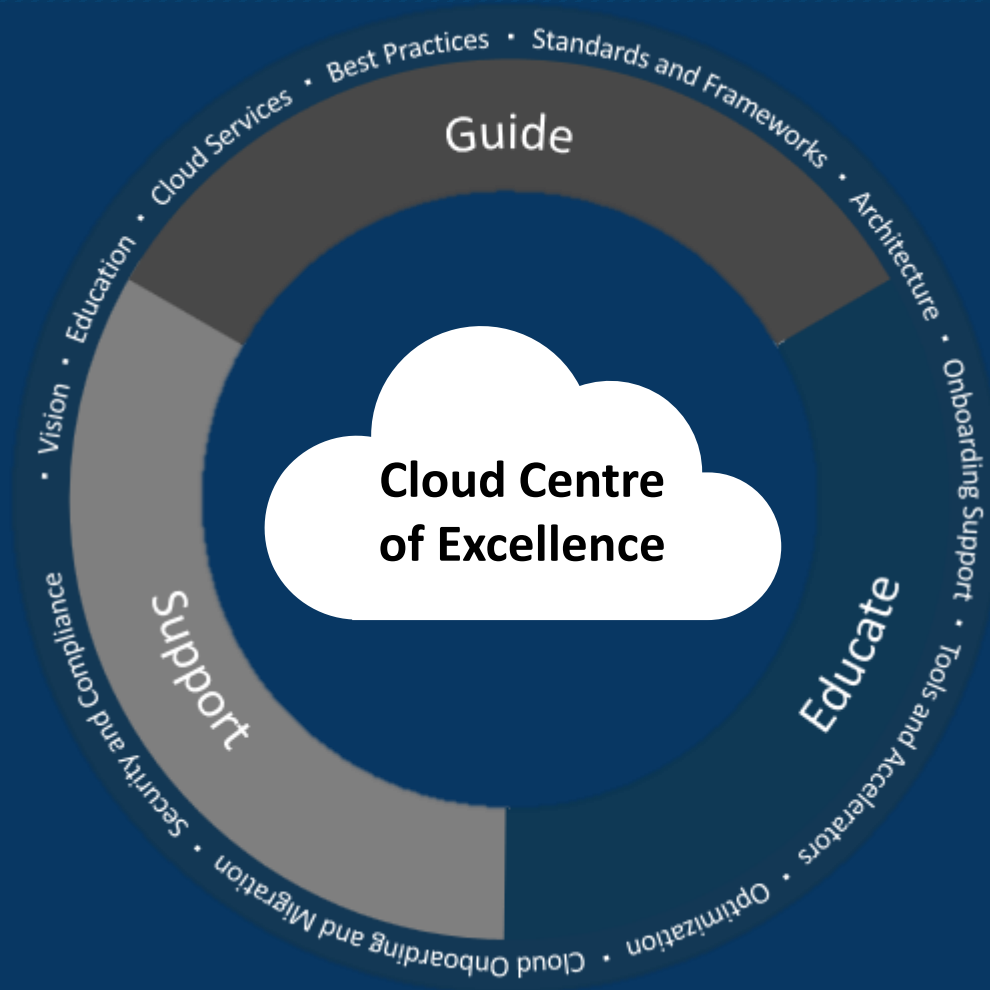 Vision
Education
Cloud Services
Best Practices
Standards and Frameworks
Architecture
Onboarding Support
Tools and Accelerators
Optimization
Cloud Onboarding and Migration
Security and Compliance
Guide
Educate
Support
Cloud Centre
of Excellence